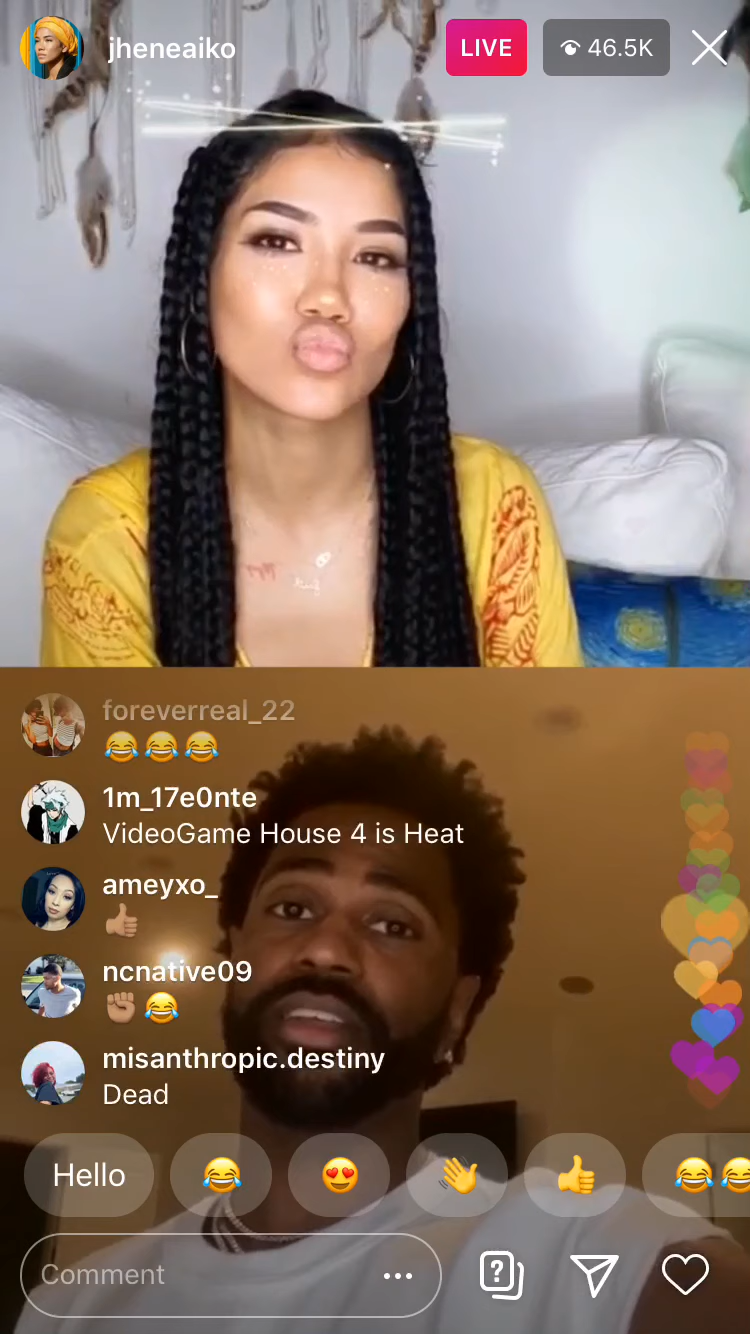 jheneaiko
LIVE
46.5K
foreverreal_22
😂😂😂
1m_17e0nte
VideoGame House 4 is Heat
ameyxo_
👍🏽
ncnative09
✊🏽😂
misanthropic.destiny
Dead
Hello 😂 😍 👋 👍 😂😂
Comment